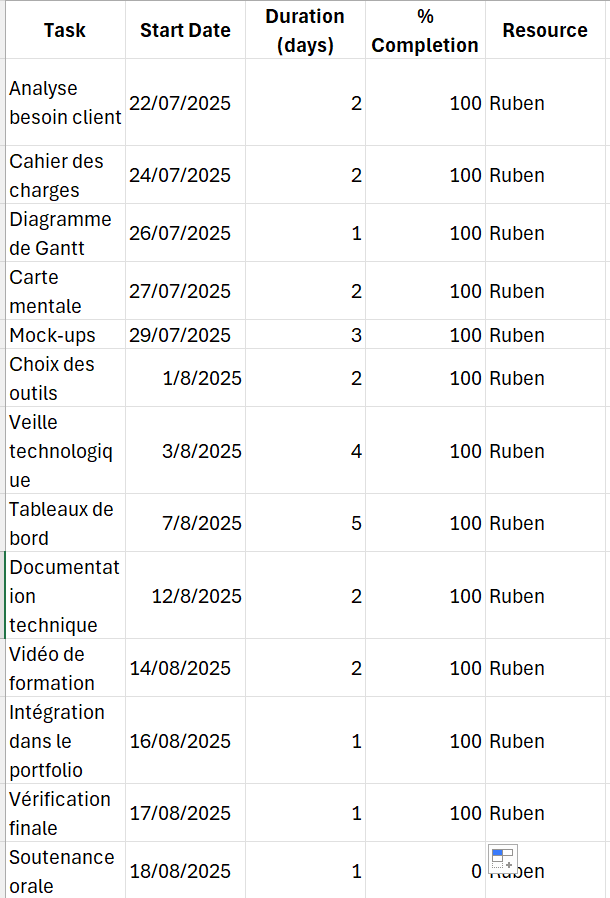 Task Start Date Duration (days) % Completion Resource
Analyse besoin client 22/07/2025 2 100 Ruben
Cahier des charges 24/07/2025 2 100 Ruben
Diagramme de Gantt 26/07/2025 1 100 Ruben
Carte mentale 27/07/2025 2 100 Ruben
Mock-ups 29/07/2025 3 100 Ruben
Choix des outils 1/8/2025 2 100 Ruben
Veille technologique 3/8/2025 4 100 Ruben
Tableaux de bord 7/8/2025 5 100 Ruben
Documentation technique 12/8/2025 2 100 Ruben
Vidéo de formation 14/08/2025 2 100 Ruben
Intégration dans le portfolio 16/08/2025 1 100 Ruben
Vérification finale 17/08/2025 1 100 Ruben
Soutenance orale 18/08/2025 1 0 Ruben